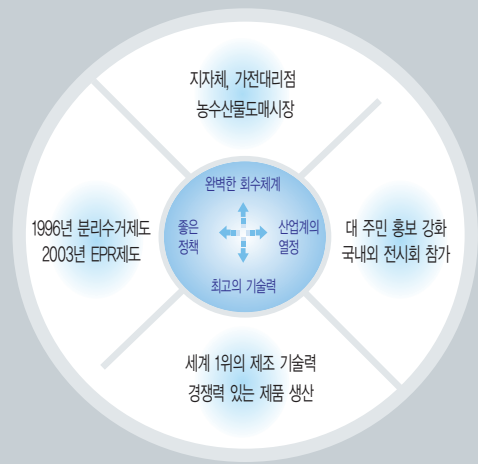 지자체, 가전대리점
농수산물도매시장
완벽한 회수체계
1996년 분리수거제도
2003년 EPR제도
좋은
정책
산업계의
열정
대 주민 홍보 강화
국내외 전시회 참가
최고의 기술력
세계 1위의 제조 기술력
경쟁력 있는 제품 생산